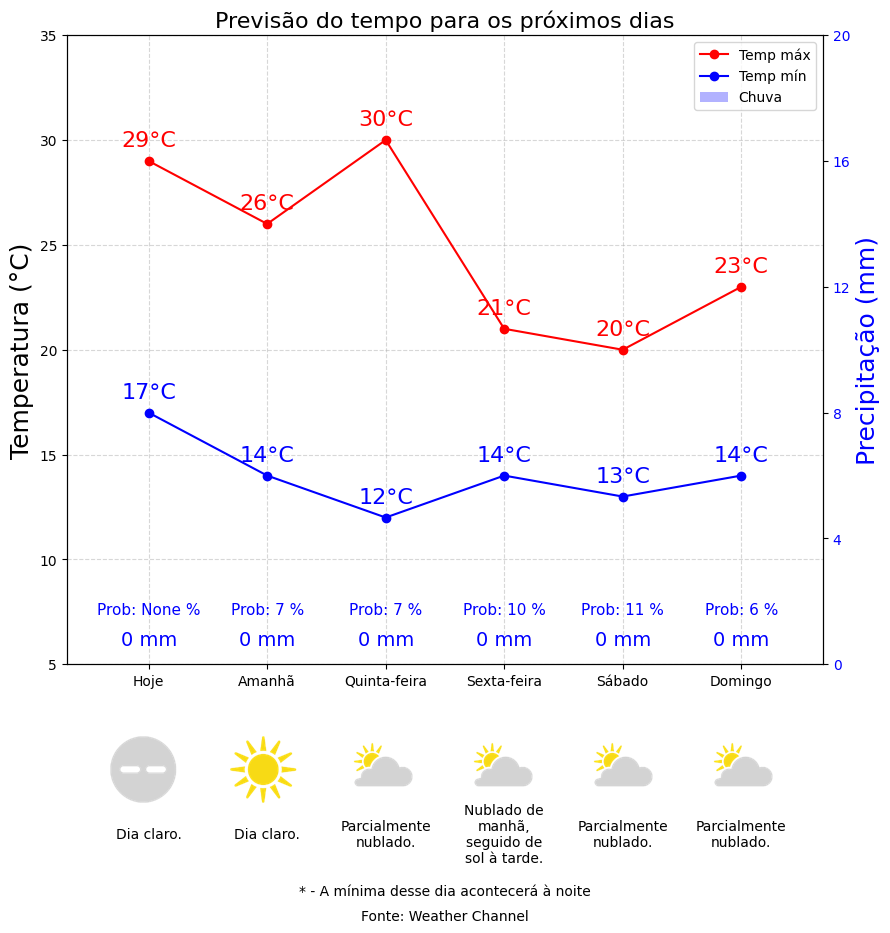 Previsão do tempo para os próximos dias
Temp máx
Temp mín
Chuva
Temperatura (°C)
Precipitação (mm)
35
30
25
20
15
10
5
20
16
12
8
4
0
29°C
26°C
30°C
21°C
20°C
23°C
17°C
14°C
12°C
14°C
13°C
14°C
Prob: None %
Prob: 7 %
Prob: 7 %
Prob: 10 %
Prob: 11 %
Prob: 6 %
0 mm
0 mm
0 mm
0 mm
0 mm
0 mm
Hoje
Amanhã
Quinta-feira
Sexta-feira
Sábado
Domingo
Dia claro.
Dia claro.
Parcialmente
nublado.
Nublado de
manhã,
seguido de
sol à tarde.
Parcialmente
nublado.
Parcialmente
nublado.
* - A mínima desse dia acontecerá à noite
Fonte: Weather Channel